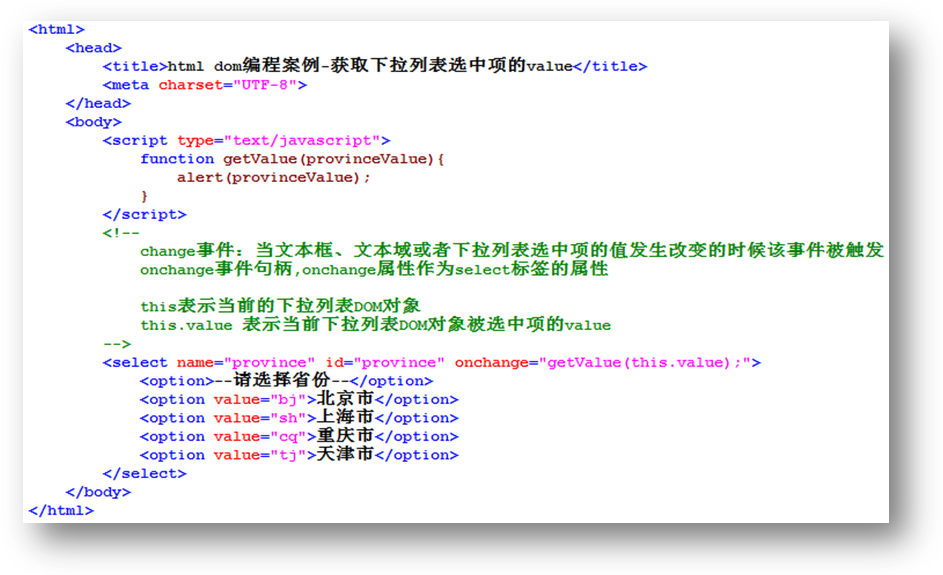 <html>
<head>
<title>html dom编程案例-获取下拉列表选中项的value</title>
<meta charset="UTF-8">
</head>
<body>
<script type="text/javascript">
function getValue(provinceValue){
alert(provinceValue);
}
</script>
<!--
change事件：当文本框、文本域或者下拉列表选中项的值发生改变的时候该事件被触发
onchange事件句柄,onchange属性作为select标签的属性
this表示当前的下拉列表DOM对象
this.value 表示当前下拉列表DOM对象被选中项的value
-->
<select name="province" id="province" onchange="getValue(this.value);">
<option>--请选择省份--</option>
<option value="bj">北京市</option>
<option value="sh">上海市</option>
<option value="cq">重庆市</option>
<option value="tj">天津市</option>
</select>
</body>
</html>